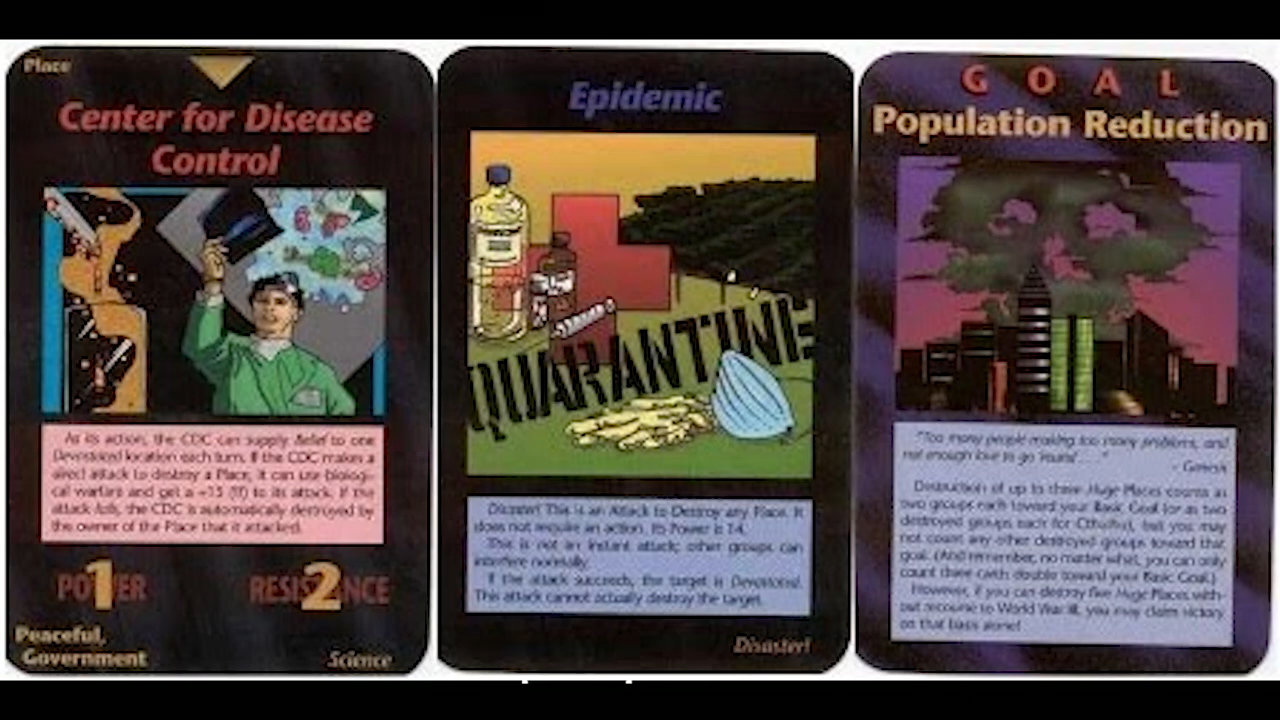 Place
Center for Disease
Control
As its action, the CDC can supply Relief to one
Devastated location each turn. If the CDC makes a
direct attack to destroy a Place, it can use biologi-
cal warfare and get a +15 (!!!) to its attack. If the
attack fails, the CDC is automatically destroyed by
the owner of the Place that it attacked.
POWER 1
RESISTANCE 2
Peaceful,
Government
Science
Epidemic
QUARANTINE
Disaster! This is an Attack to Destroy any Place. It
does not require an action. Its Power is 14.
This is not an Instant attack; other groups can
interfere normally.
If the attack succeeds, the target is Devastated.
This attack cannot actually destroy the target.
Disaster!
GOAL
Population Reduction
"Too many people making too many problems, and
not enough love to go 'round . . ."
- Genesis
Destruction of up to three Huge Places counts as
two groups each toward your Basic Goal (or as two
destroyed groups each for Cthulhu), but you may
not count any other destroyed groups toward that
goal. (And remember, no matter what, you can only
count three cards double toward your Basic Goal.)
However, if you can destroy five Huge Places with-
out recourse to World War III, you may claim victory
on that basis alone!